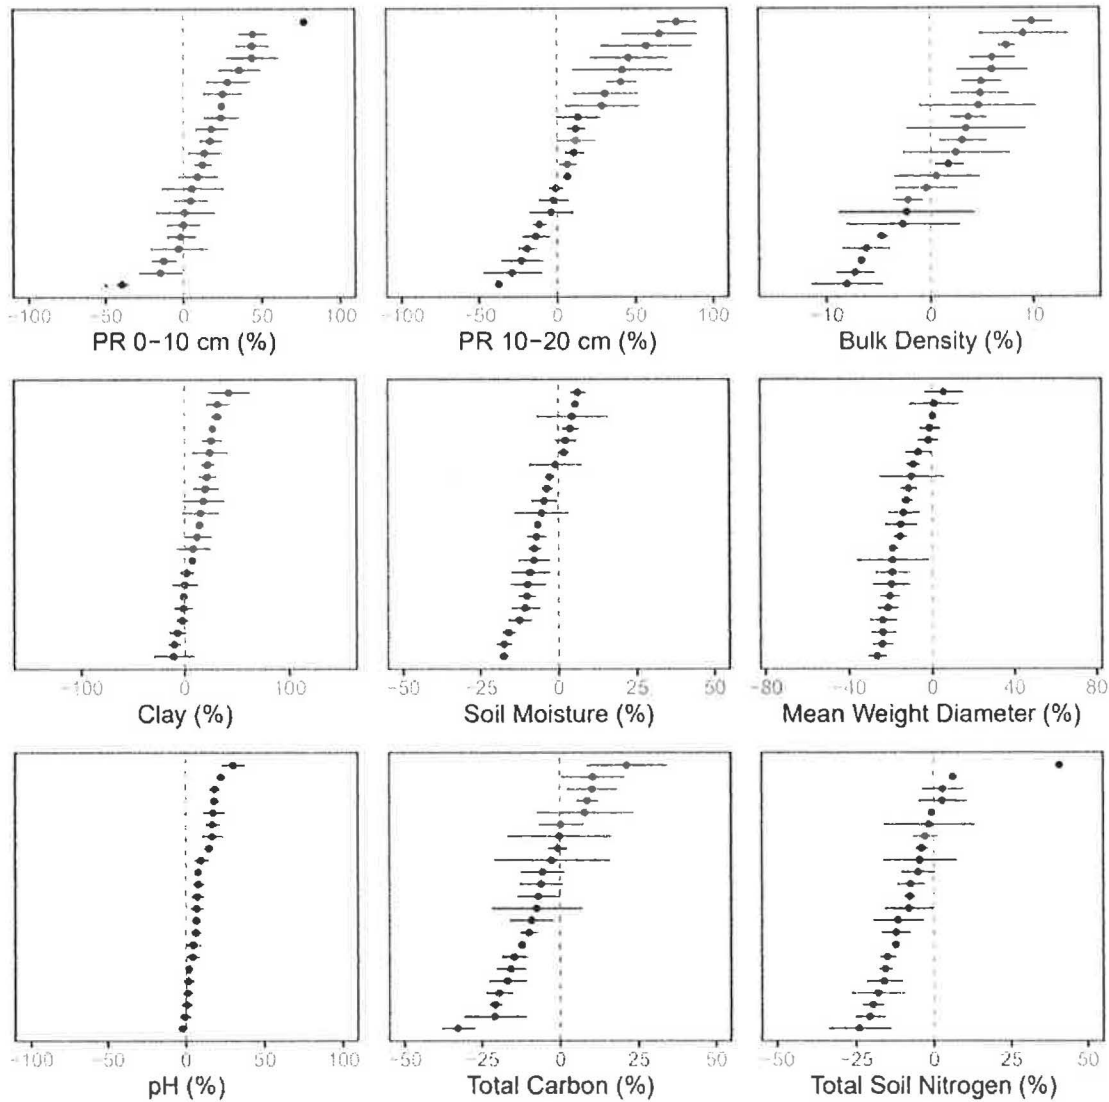 -100 -50 0 50 100
PR 0-10 cm (%)
-100 -50 0 50 100
PR 10-20 cm (%)
-10 0 10
Bulk Density (%)
-100 0 100
Clay (%)
-50 -25 0 25 50
Soil Moisture (%)
-80 -40 0 40 80
Mean Weight Diameter (%)
-100 -50 0 50 100
pH (%)
-50 -25 0 25 50
Total Carbon (%)
-50 -25 0 25 50
Total Soil Nitrogen (%)